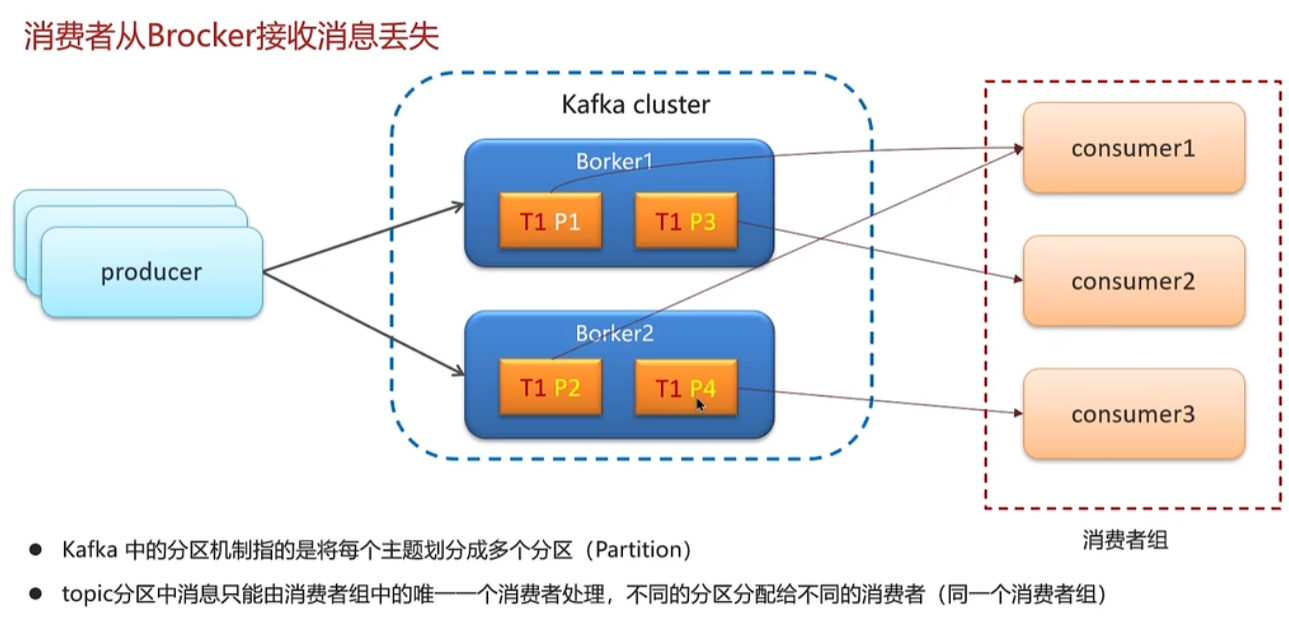 消费者从Brocker接收消息丢失
Kafka cluster
Borker1
T1 P1
T1 P3
producer
Borker2
T1 P2
T1 P4
consumer1
consumer2
consumer3
消费者组
Kafka 中的分区机制指的是将每个主题划分成多个分区（Partition）
topic分区中消息只能由消费者组中的唯一一个消费者处理，不同的分区分配给不同的消费者（同一个消费者组）